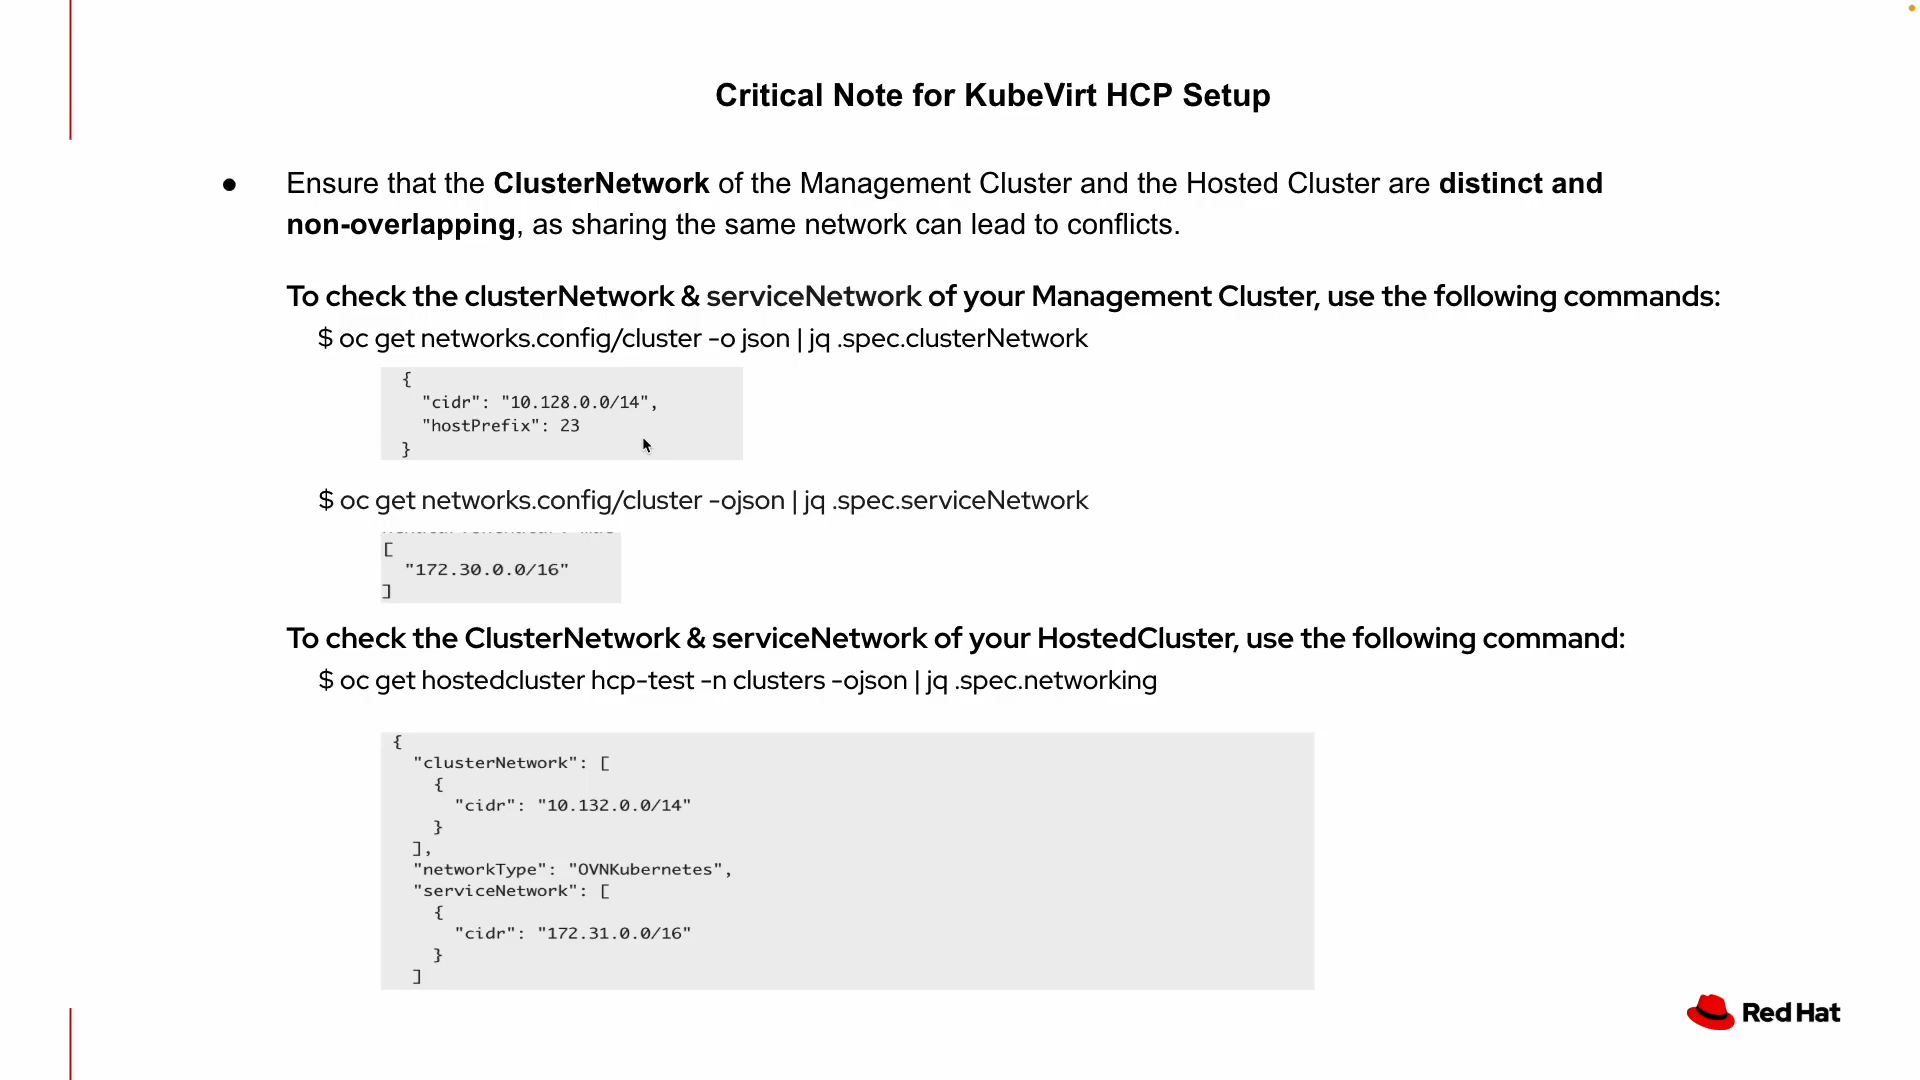 Critical Note for KubeVirt HCP Setup
● Ensure that the ClusterNetwork of the Management Cluster and the Hosted Cluster are distinct and
non-overlapping, as sharing the same network can lead to conflicts.
To check the clusterNetwork & serviceNetwork of your Management Cluster, use the following commands:
$ oc get networks.config/cluster -o json | jq .spec.clusterNetwork
{
"cidr": "10.128.0.0/14",
"hostPrefix": 23
}
$ oc get networks.config/cluster -ojson | jq .spec.serviceNetwork
[
"172.30.0.0/16"
]
To check the ClusterNetwork & serviceNetwork of your HostedCluster, use the following command:
$ oc get hostedcluster hcp-test -n clusters -ojson | jq .spec.networking
{
"clusterNetwork": [
{
"cidr": "10.132.0.0/14"
}
],
"networkType": "OVNKubernetes",
"serviceNetwork": [
{
"cidr": "172.31.0.0/16"
}
]
Red Hat